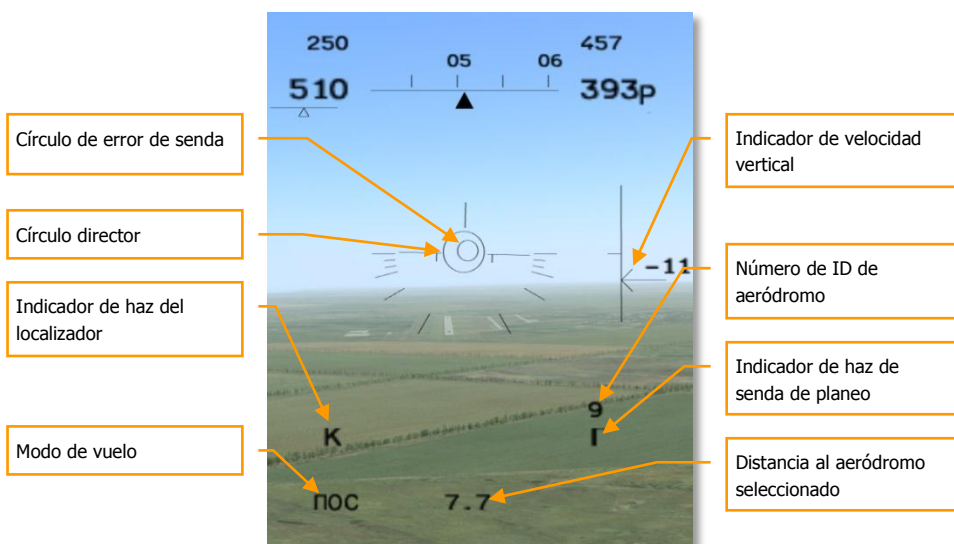 250
457
05
06
510
393р
Círculo de error de senda
Indicador de velocidad
vertical
Círculo director
-11
Número de ID de
aeródromo
Indicador de haz del
localizador
Indicador de haz de
senda de planeo
9
К
Г
Modo de vuelo
Distancia al aeródromo
seleccionado
ПОС
7.7